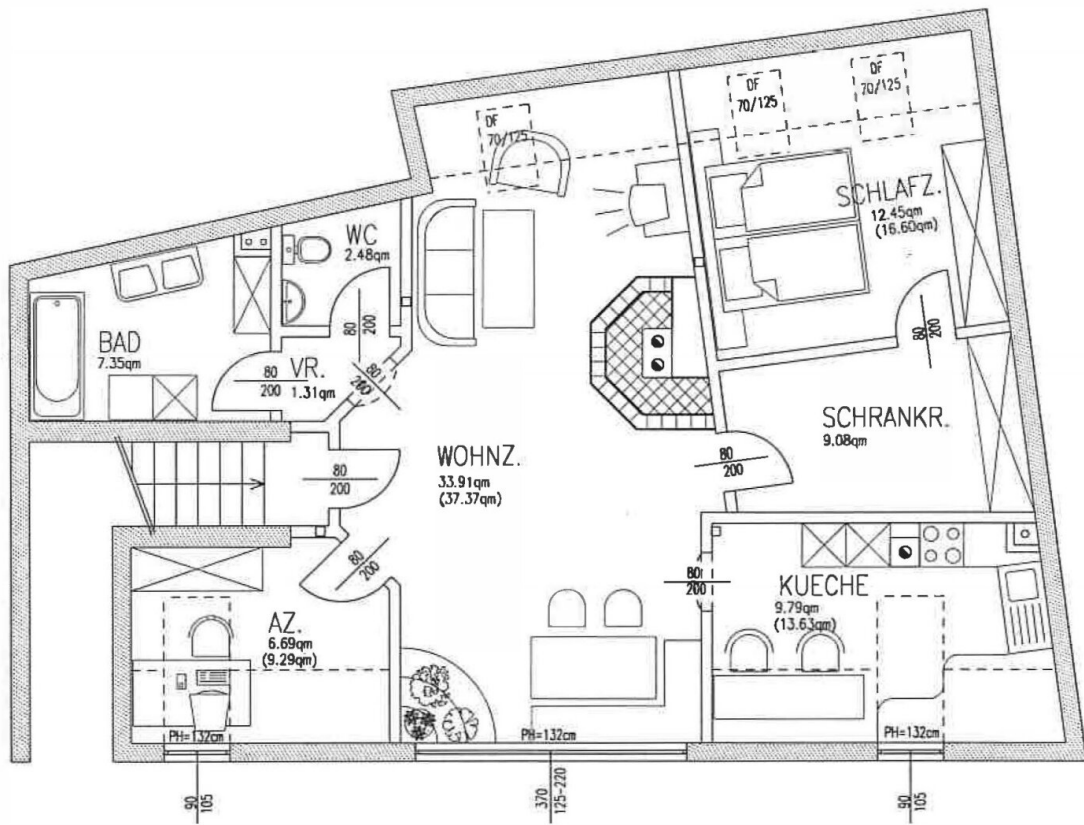 DF
70/125
DF
70/125
DF
70/125
SCHLAFZ.
12.45qm
(16.60qm)
WC
2.48qm
80
200
BAD
7.35qm
80
200
VR.
1.31qm
80
200
80
200
SCHRANKR.
9.08qm
WOHNZ.
33.91qm
(37.37qm)
80
200
80
200
80
200
80
200
KUECHE
9.79qm
(13.63qm)
AZ.
6.69qm
(9.29qm)
PH=132cm
PH=132cm
PH=132cm
90
105
370
125-220
90
105